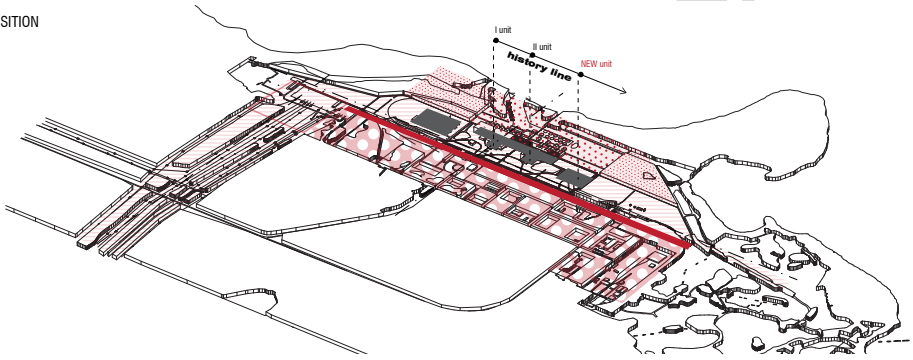 SITION
I unit
II unit
NEW unit
history line